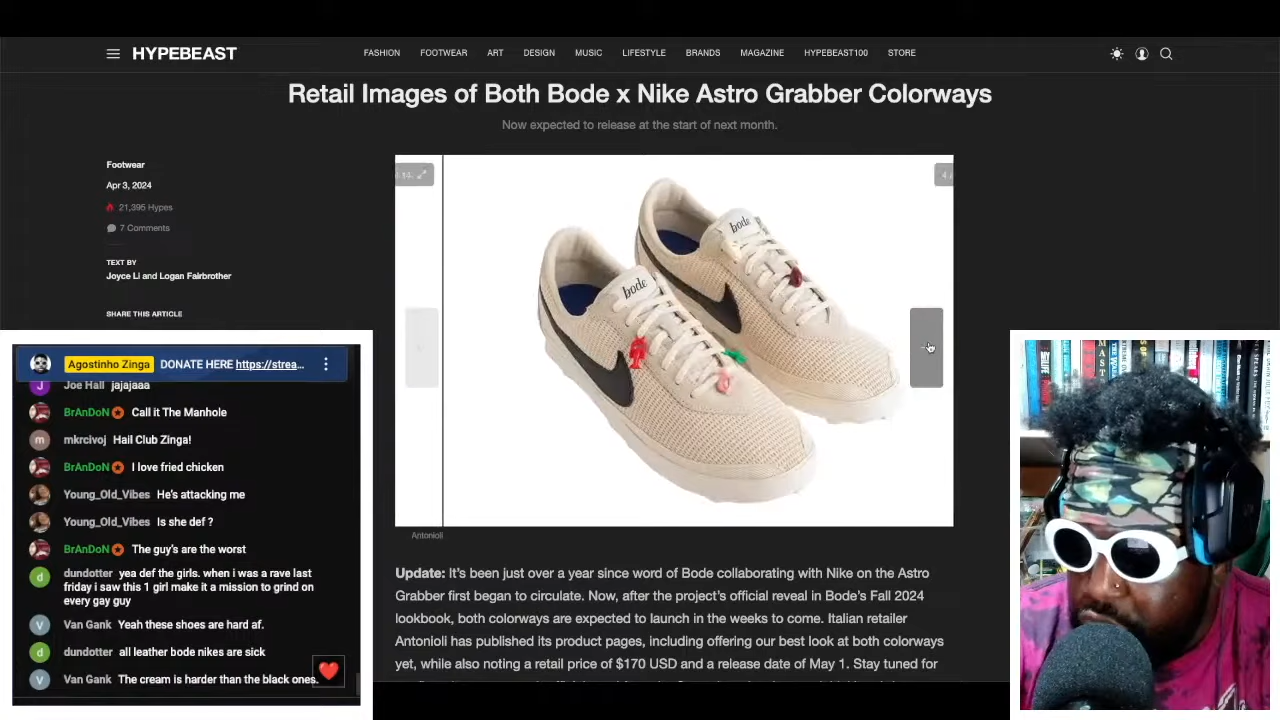 HYPEBEAST
FASHION FOOTWEAR ART DESIGN MUSIC LIFESTYLE BRANDS MAGAZINE HYPEBEAST100 STORE
Retail Images of Both Bode x Nike Astro Grabber Colorways
Now expected to release at the start of next month.
Footwear
Apr 3, 2024
21,395 Hypes
7 Comments
TEXT BY
Joyce Li and Logan Fairbrother
SHARE THIS ARTICLE
bode
bode
Antonioli
Update: It's been just over a year since word of Bode collaborating with Nike on the Astro
Grabber first began to circulate. Now, after the project's official reveal in Bode's Fall 2024
lookbook, both colorways are expected to launch in the weeks to come. Italian retailer
Antonioli has published its product pages, including offering our best look at both colorways
yet, while also noting a retail price of $170 USD and a release date of May 1. Stay tuned for
Agostinho Zinga DONATE HERE https://strea...
J Joe Hall jajajaaa
BrAnDoN Call it The Manhole
m mkrcivoj Hail Club Zinga!
BrAnDoN I love fried chicken
Young_Old_Vibes He's attacking me
Young_Old_Vibes Is she def ?
BrAnDoN The guy's are the worst
d dundotter yea def the girls. when i was a rave last
friday i saw this 1 girl make it a mission to grind on
every gay guy
V Van Gank Yeah these shoes are hard af.
d dundotter all leather bode nikes are sick
V Van Gank The cream is harder than the black ones.